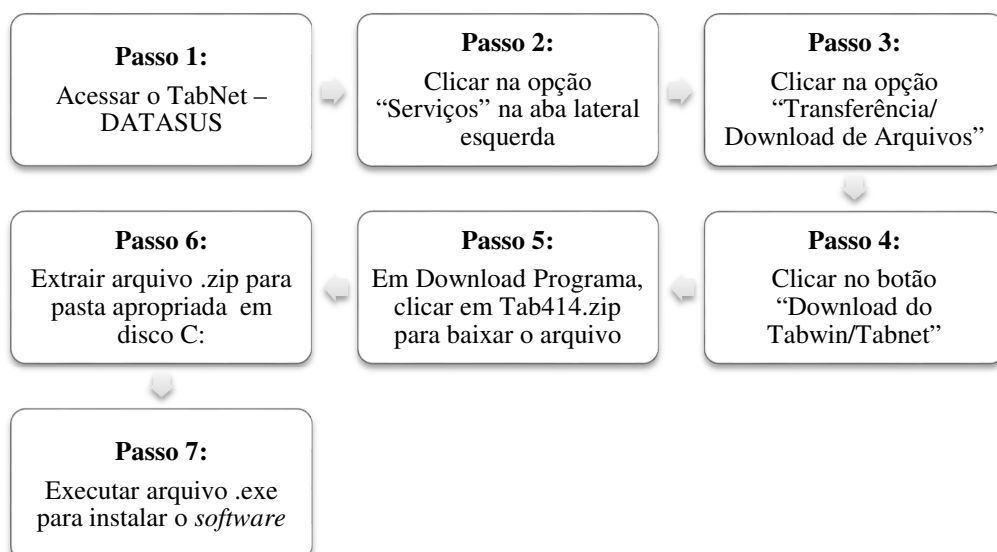 Passo 1:
Acessar o TabNet –
DATASUS
Passo 2:
Clicar na opção
“Serviços” na aba lateral
esquerda
Passo 3:
Clicar na opção
“Transferência/
Download de Arquivos”
Passo 4:
Clicar no botão
“Download do
Tabwin/Tabnet”
Passo 5:
Em Download Programa,
clicar em Tab414.zip
para baixar o arquivo
Passo 6:
Extrair arquivo .zip para
pasta apropriada em
disco C:
Passo 7:
Executar arquivo .exe
para instalar o software